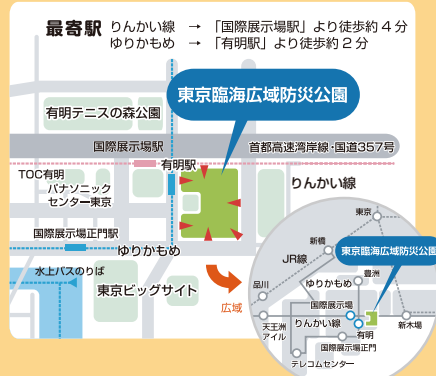 最寄駅
りんかい線 → 「国際展示場駅」より徒歩約4分
ゆりかもめ → 「有明駅」より徒歩約2分
東京臨海広域防災公園
有明テニスの森公園
国際展示場駅
首都高速湾岸線・国道357号
有明駅
TOC有明
りんかい線
パナソニック
センター東京
国際展示場正門駅
ゆりかもめ
水上バスのりば
東京ビッグサイト
広域
東京
新橋
東京臨海広域防災公園
JR線
豊洲
ゆりかもめ
品川
国際展示場
りんかい線
天王洲
アイル
有明
新木場
国際展示場正門
テレコムセンター